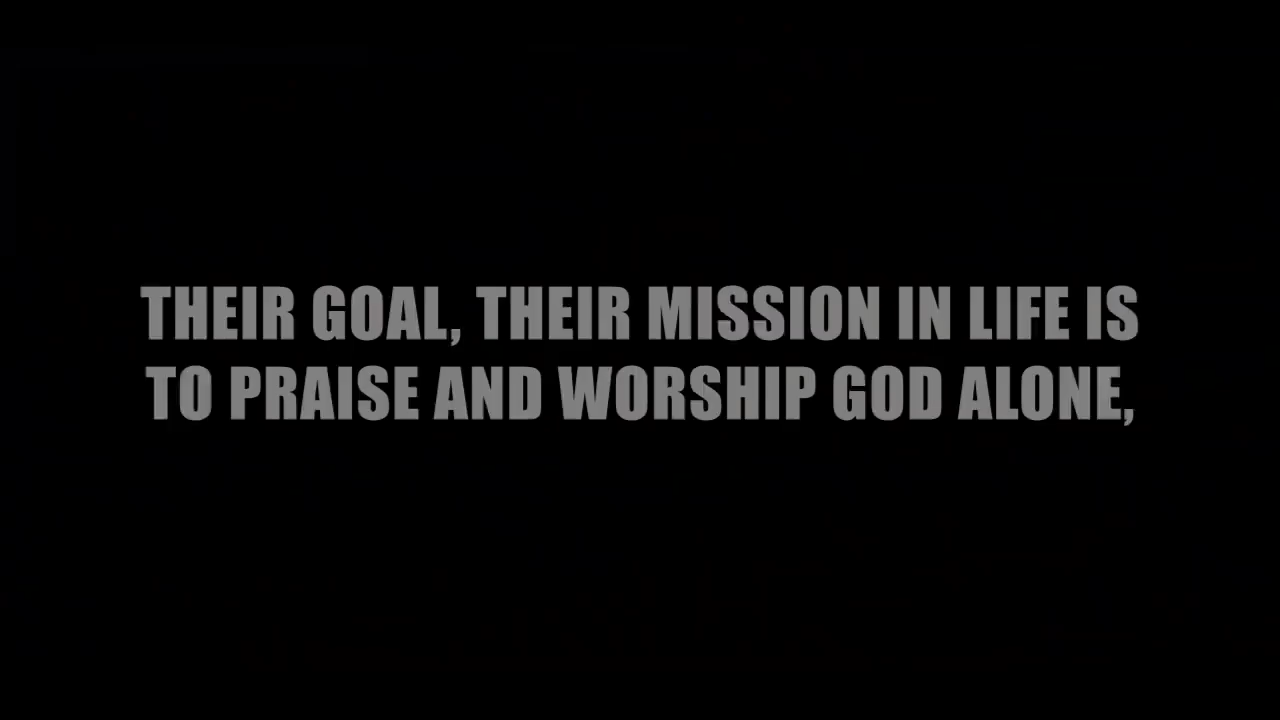 THEIR GOAL, THEIR MISSION IN LIFE IS
TO PRAISE AND WORSHIP GOD ALONE,